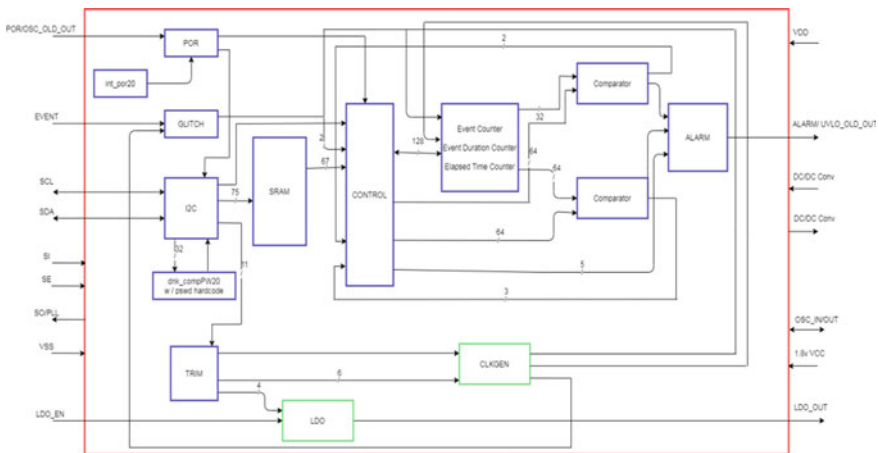 POR/OSC_OLD_OUT
POR
int_por20
EVENT
GLITCH
SCL
SDA
I2C
SRAM
CONTROL
Event Counter
Event Duration Counter
Elapsed Time Counter
Comparator
Comparator
ALARM
VDD
ALARM/ UVLO_OLD_OUT
DC/DC Conv
DC/DC Conv
SI
SE
SO/PLL
VSS
dnk_compPW20
w / pswd hardcode
TRIM
CLKGEN
LDO
LDO_EN
OSC_IN/OUT
1.8v VCC
LDO_OUT
2
32
64
64
128
2
67
75
32
11
64
5
3
6
4